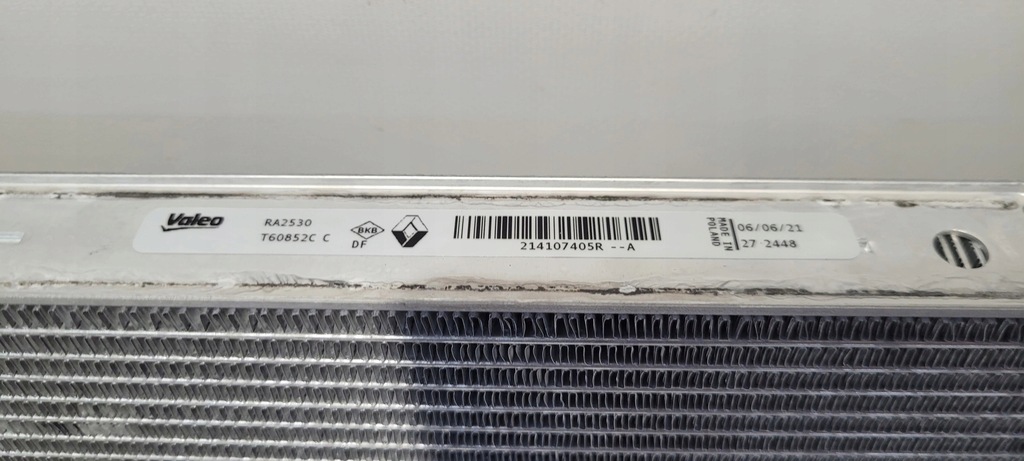 Valeo
RA2530
T60852C C
BKB
DF
214107405R --A
MADE IN
POLAND
06/06/21
27 2448